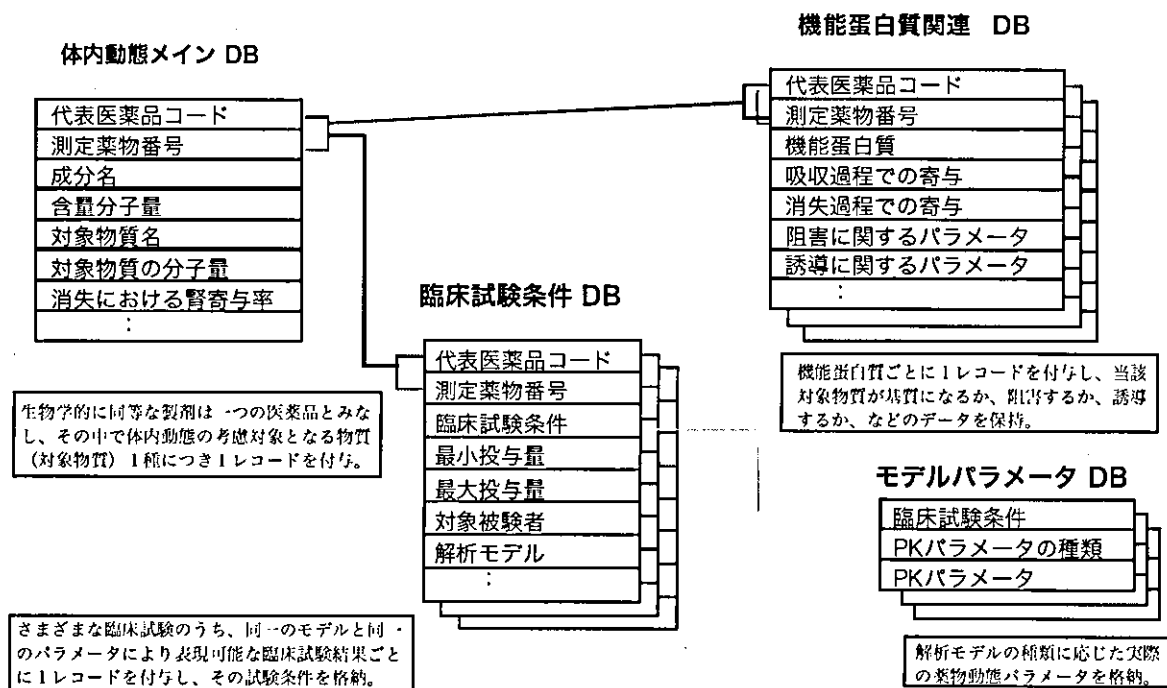 体内動態メイン DB
代表医薬品コード
測定薬物番号
成分名
含量分子量
対象物質名
対象物質の分子量
消失における腎寄与率
:
生物学的に同等な製剤は一つの医薬品とみな
し、その中で体内動態の考慮対象となる物質
（対象物質）1種につき1レコードを付与。
機能蛋白質関連 DB
代表医薬品コード
測定薬物番号
機能蛋白質
吸収過程での寄与
消失過程での寄与
阻害に関するパラメータ
誘導に関するパラメータ
:
機能蛋白質ごとに1レコードを付与し、当該
対象物質が基質になるか、阻害するか、誘導
するか、などのデータを保持。
臨床試験条件 DB
代表医薬品コード
測定薬物番号
臨床試験条件
最小投与量
最大投与量
対象被験者
解析モデル
:
さまざまな臨床試験のうち、同一のモデルと同一
のパラメータにより表現可能な臨床試験結果ごと
に1レコードを付与し、その試験条件を格納。
モデルパラメータ DB
臨床試験条件
PKパラメータの種類
PKパラメータ
解析モデルの種類に応じた実際
の薬物動態パラメータを格納。